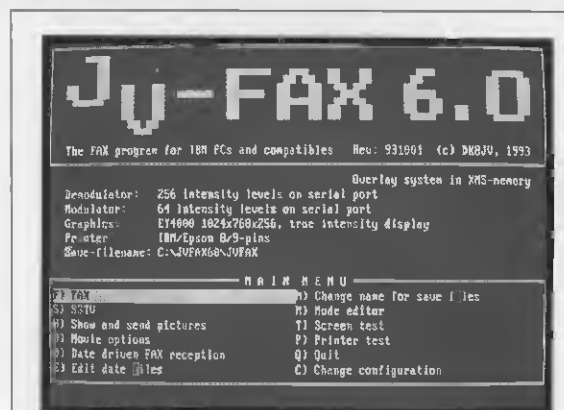 JV-FAX 6.0
The FAX program for IBM PCs and compatibles Rev: 931001 (c) DK8JV, 1993
Overlay system in XMS-memory
Demodulator: 256 intensity levels on serial port
Modulator: 64 intensity levels on serial port
Graphics: ET4000 1024x768x256, true intensity display
Printer IBM/Epson 8/9-pins
Save-filename: C:\JVFAX60\JVFAX
MAIN MENU
F) FAX
S) SSTV
Show and send pictures
Movie options
Date driven FAX reception
E) Edit date files
Change name for save files
M) Mode editor
T) Screen test
P) Printer test
Q) Quit
C) Change configuration